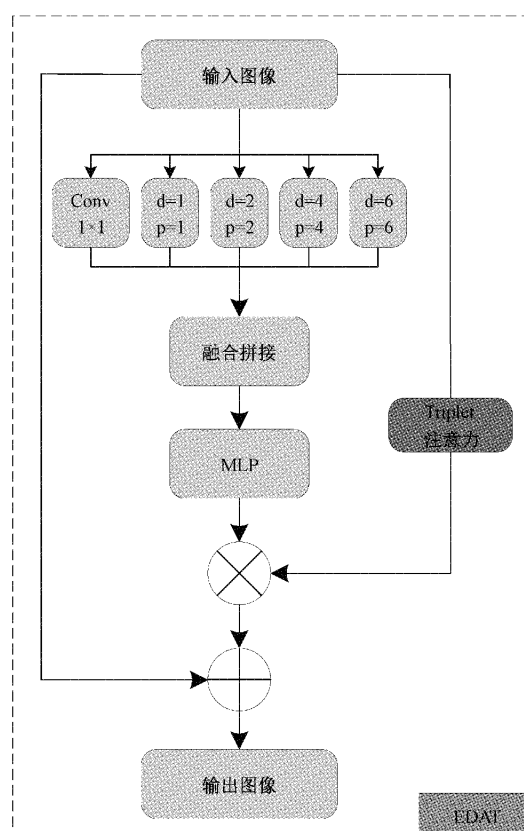 输入图像
Conv
1×1
d=1
p=1
d=2
p=2
d=4
p=4
d=6
p=6
融合拼接
Triplet
注意力
MLP
输出图像
EDAT